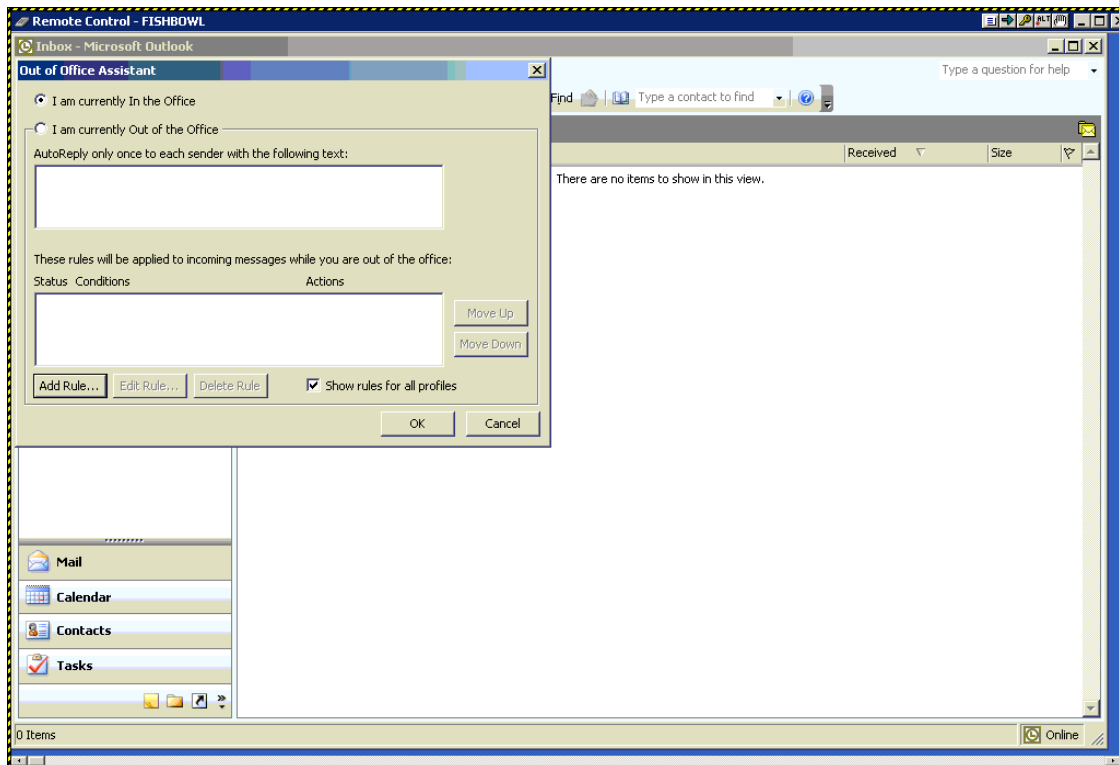 Remote Control - FISHBOWL
ALT
Inbox - Microsoft Outlook
Out of Office Assistant
Type a question for help
I am currently In the Office
Find
Type a contact to find
I am currently Out of the Office
AutoReply only once to each sender with the following text:
Received
Size
There are no items to show in this view.
These rules will be applied to incoming messages while you are out of the office:
Status Conditions Actions
Move Up
Move Down
Add Rule...
Edit Rule...
Delete Rule
Show rules for all profiles
OK
Cancel
Mail
Calendar
Contacts
Tasks
0 Items
Online